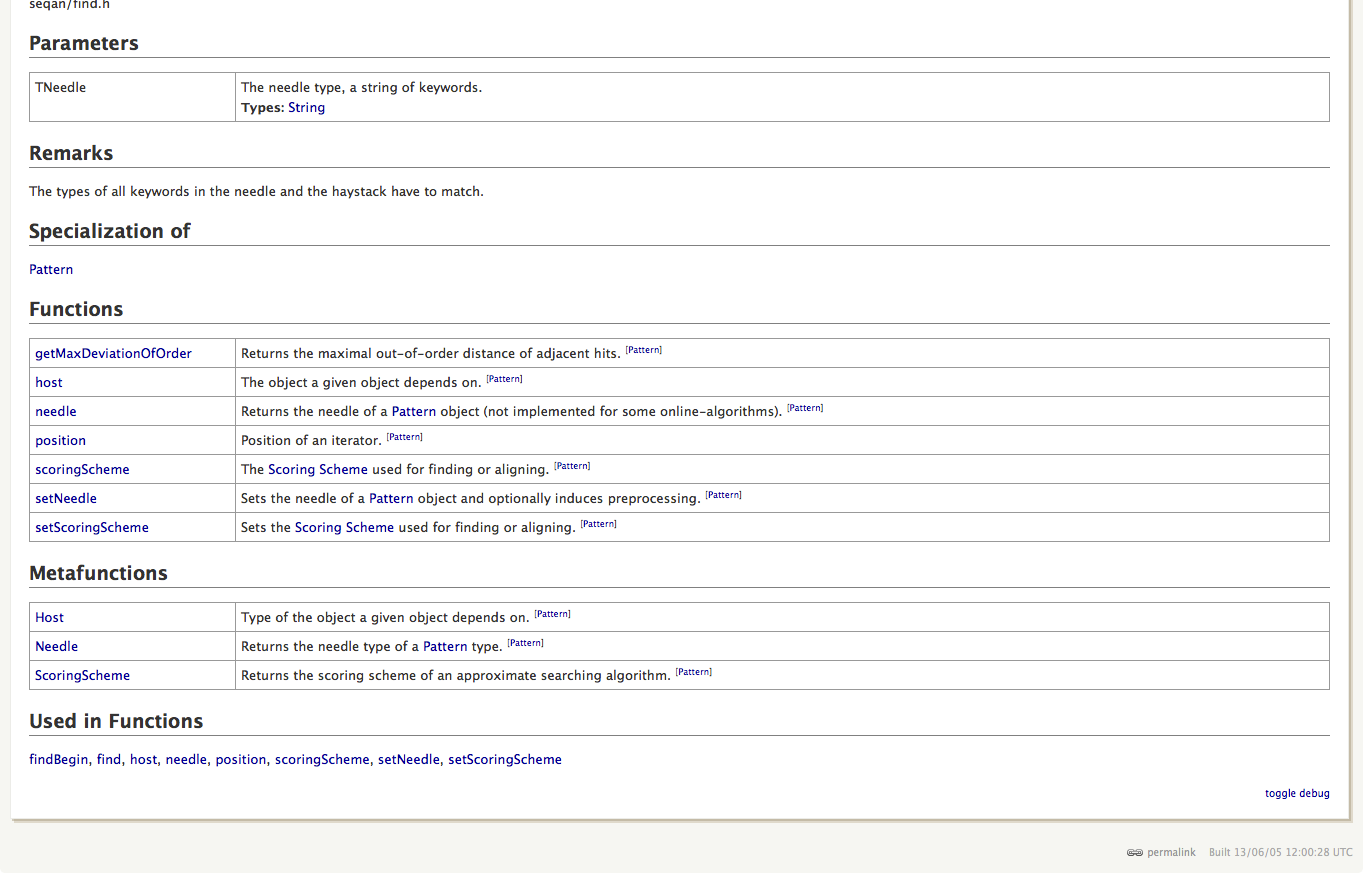 seqan/find.h
Parameters
TNeedle
The needle type, a string of keywords.
Types: String
Remarks
The types of all keywords in the needle and the haystack have to match.
Specialization of
Pattern
Functions
getMaxDeviationOfOrder Returns the maximal out-of-order distance of adjacent hits. [Pattern]
host The object a given object depends on. [Pattern]
needle Returns the needle of a Pattern object (not implemented for some online-algorithms). [Pattern]
position Position of an iterator. [Pattern]
scoringScheme The Scoring Scheme used for finding or aligning. [Pattern]
setNeedle Sets the needle of a Pattern object and optionally induces preprocessing. [Pattern]
setScoringScheme Sets the Scoring Scheme used for finding or aligning. [Pattern]
Metafunctions
Host Type of the object a given object depends on. [Pattern]
Needle Returns the needle type of a Pattern type. [Pattern]
ScoringScheme Returns the scoring scheme of an approximate searching algorithm. [Pattern]
Used in Functions
findBegin, find, host, needle, position, scoringScheme, setNeedle, setScoringScheme
toggle debug
permalink Built 13/06/05 12:00:28 UTC